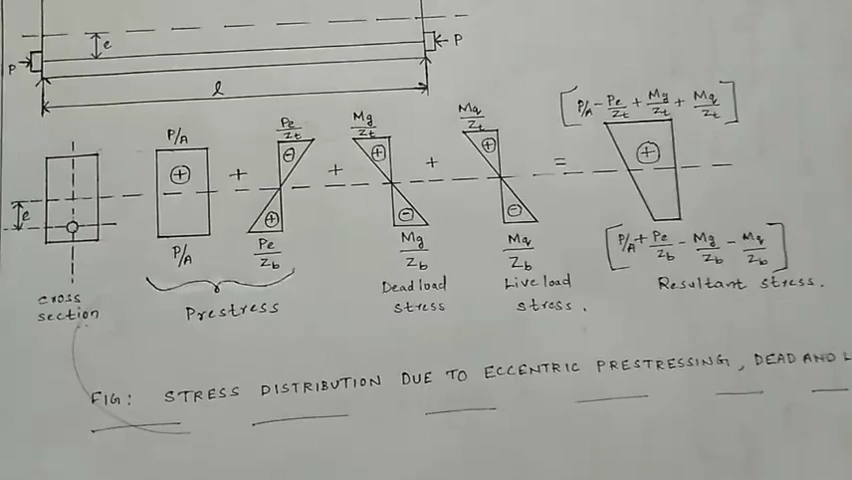 e
P
P
l
P/A
Pe/Zt
Mg/Zt
Mq/Zt
[P/A - Pe/Zt + Mg/Zt + Mq/Zt]
⊕ + ⊖ + ⊕ + ⊕ = ⊕
e
⊕ ⊖ ⊖
P/A
Pe/Zb
Mg/Zb
Mq/Zb
[P/A + Pe/Zb - Mg/Zb - Mq/Zb]
cross
section
Prestress
Dead load
stress
Live load
stress.
Resultant stress.
FIG: STRESS DISTRIBUTION DUE TO ECCENTRIC PRESTRESSING, DEAD AND L